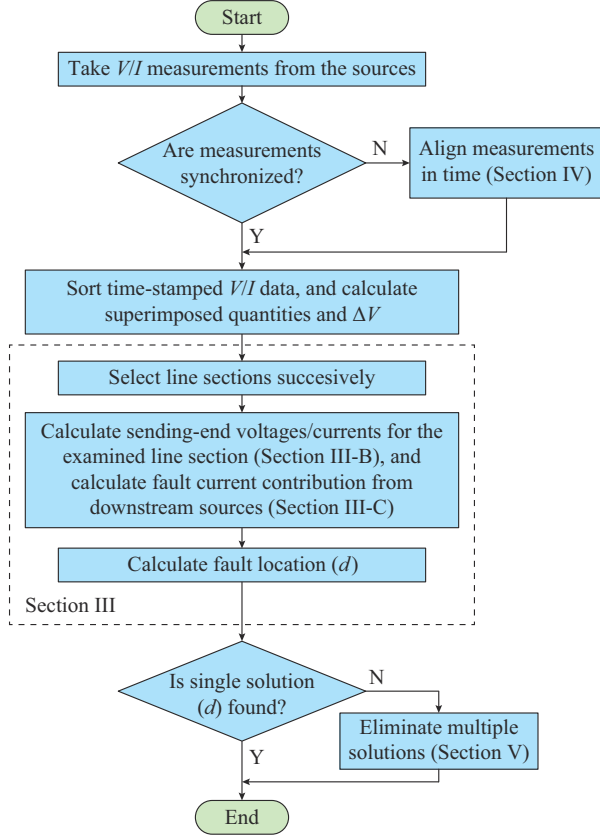 Start
Take V/I measurements from the sources
Are measurements
synchronized?
N
Align measurements
in time (Section IV)
Y
Sort time-stamped V/I data, and calculate
superimposed quantities and ΔV
Select line sections succesively
Calculate sending-end voltages/currents for the
examined line section (Section III-B), and
calculate fault current contribution from
downstream sources (Section III-C)
Calculate fault location (d)
Section III
Is single solution
(d) found?
N
Eliminate multiple
solutions (Section V)
Y
End